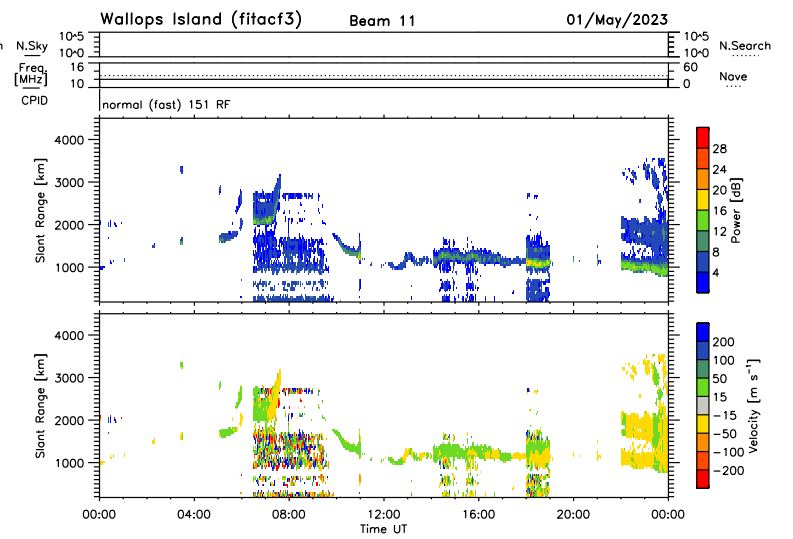 Wallops Island (fitacf3) Beam 11 01/May/2023
n N.Sky 10^5 10^5 N.Search
10^0 10^0
Freq. 16 60 Nave
[MHz] 10 0
CPID normal (fast) 151 RF
Slant Range [km]
4000
3000
2000
1000
28
24
20
16
12
8
4
Power [dB]
Slant Range [km]
4000
3000
2000
1000
200
100
50
15
-15
-50
-100
-200
Velocity [m s⁻¹]
00:00 04:00 08:00 12:00 16:00 20:00 00:00
Time UT